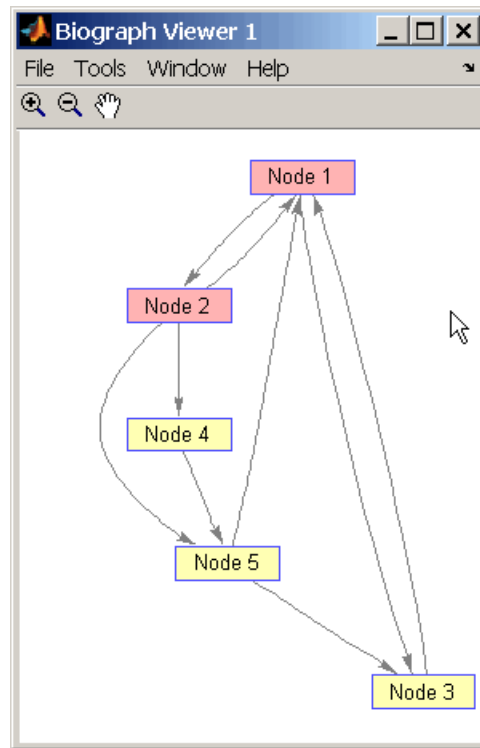 Biograph Viewer 1
File Tools Window Help
Node 1
Node 2
Node 4
Node 5
Node 3